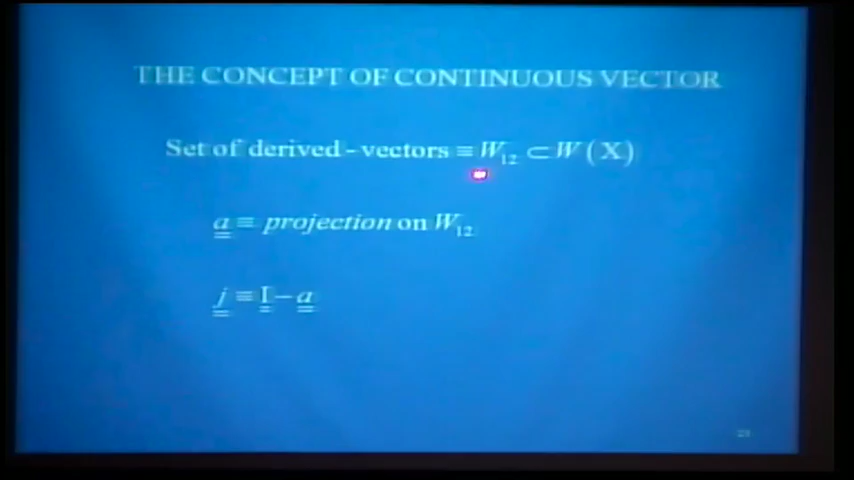 THE CONCEPT OF CONTINUOUS VECTOR
Set of derived - vectors ≡ W₁₂ ⊂ W (X)
a ≡ projection on W₁₂
j ≡ I − a